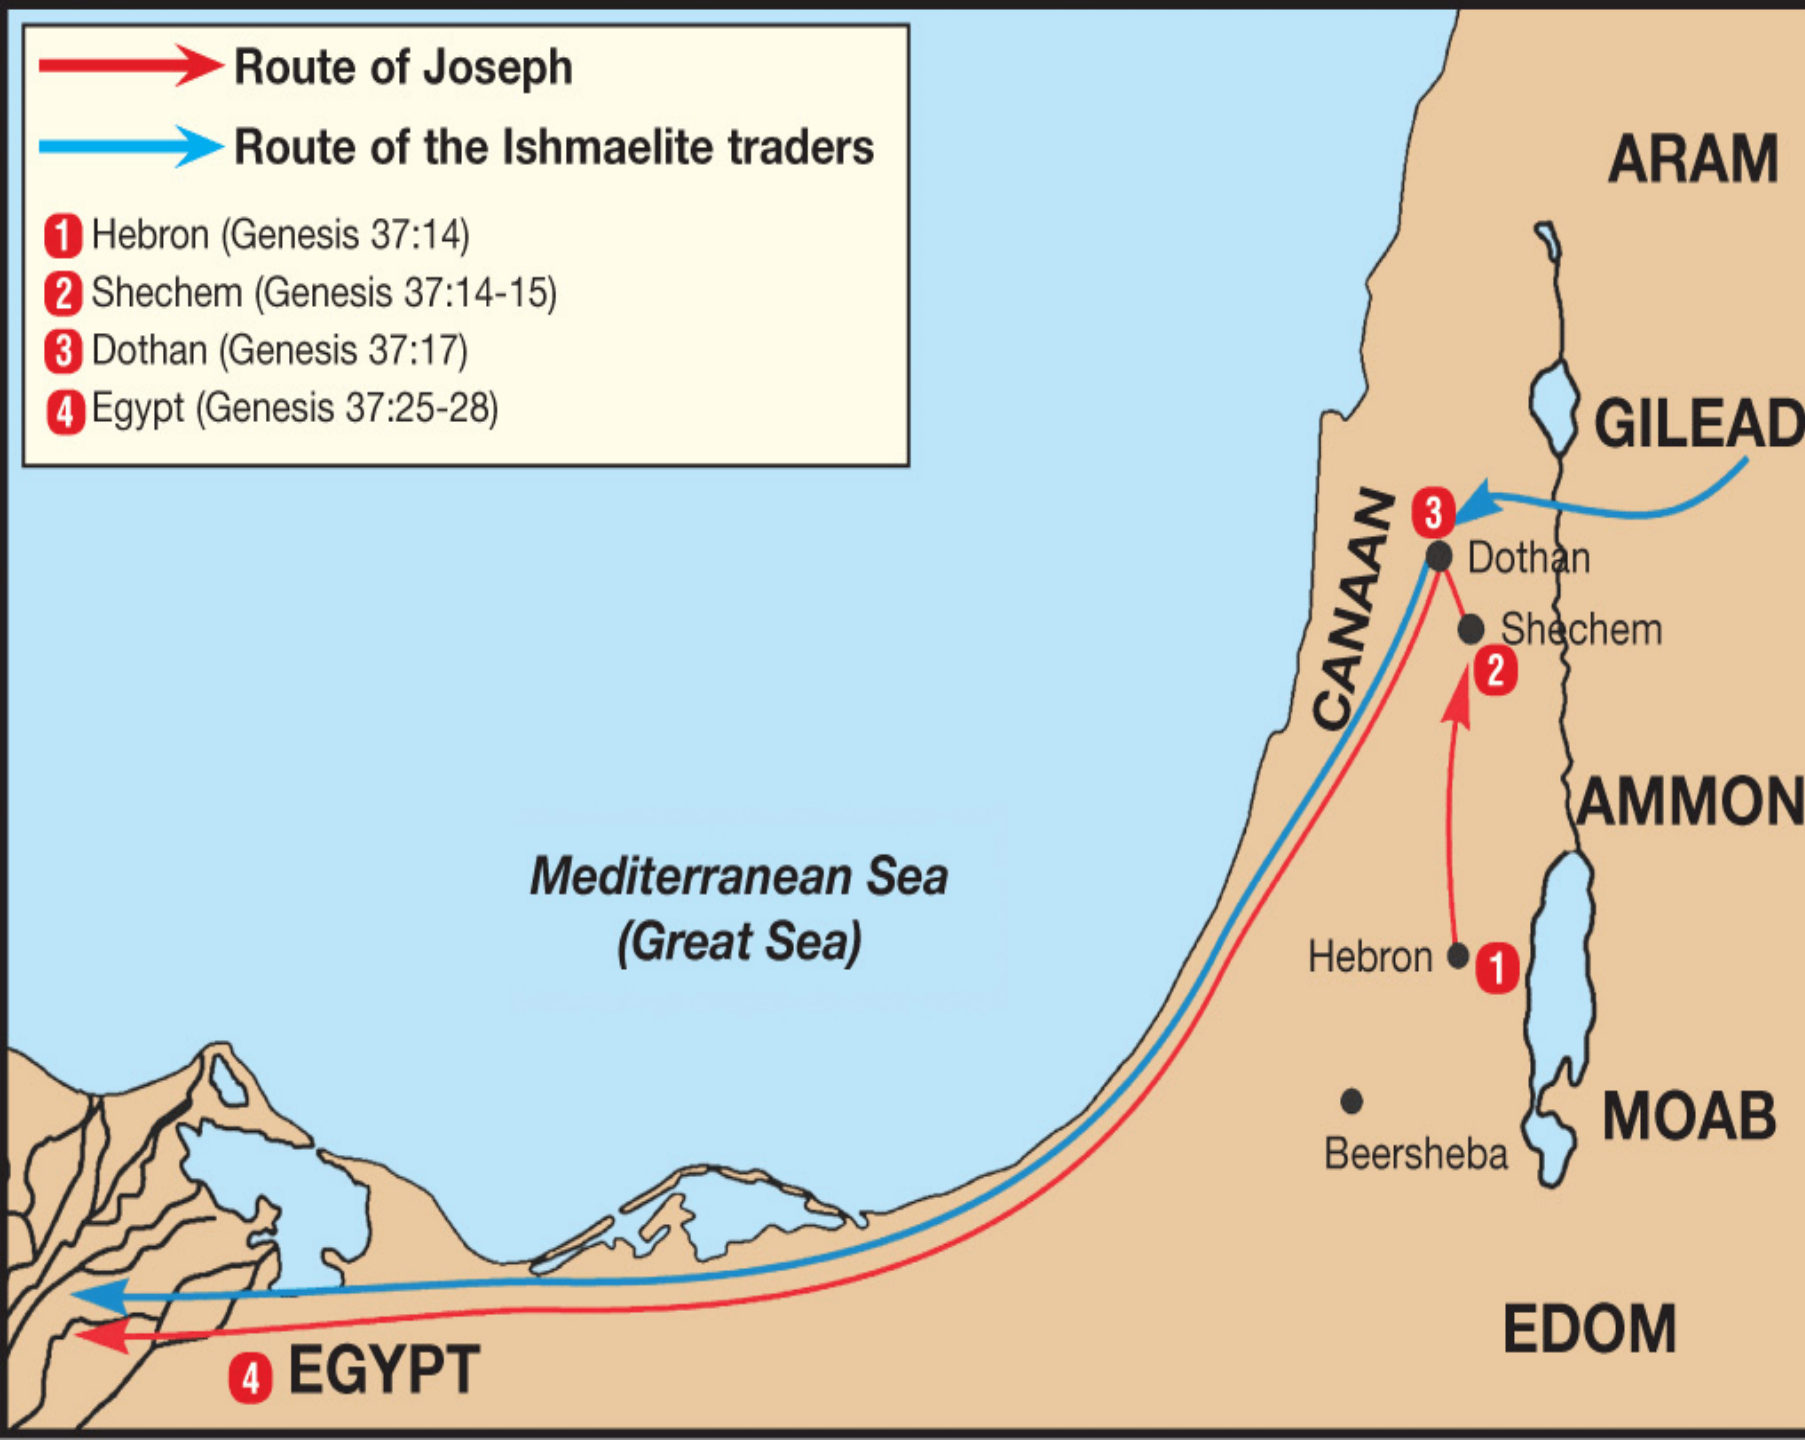 Route of Joseph
Route of the Ishmaelite traders
1 Hebron (Genesis 37:14)
2 Shechem (Genesis 37:14-15)
3 Dothan (Genesis 37:17)
4 Egypt (Genesis 37:25-28)
ARAM
GILEAD
CANAAN
3
Dothan
Shechem
2
AMMON
Mediterranean Sea
(Great Sea)
Hebron 1
MOAB
Beersheba
EDOM
4 EGYPT